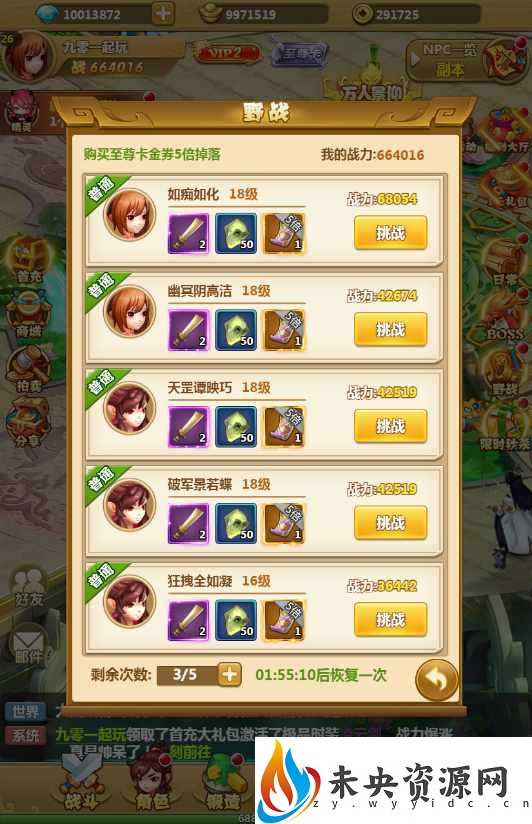 10013872
9971519
291725
26
九零一起玩
VIP2
至尊卡
NPC一览
战 664016
副本
万人景仰
精灵
野战
购买至尊卡金券5倍掉落
我的战力:664016
普通
如痴如化 18级
战力:68054
2
50
5倍
1
挑战
普通
幽冥阴高洁 18级
战力:42674
2
50
5倍
1
挑战
普通
天罡谭映巧 18级
战力:42519
2
50
5倍
1
挑战
普通
破军景若蝶 18级
战力:42519
2
50
5倍
1
挑战
普通
狂拽全如凝 16级
战力:36442
2
50
5倍
1
挑战
首充
商城
拍卖
分享
日常
BOSS
野战
限时秒杀
好友
邮件
剩余次数: 3/5
01:55:10后恢复一次
世界
系统
九零一起玩领取了首充大礼包激活了极品时装
战力爆涨
真是帅呆了！
刻前往
战斗
角色
锻造
未央资源网
zy.wyyidc.cn